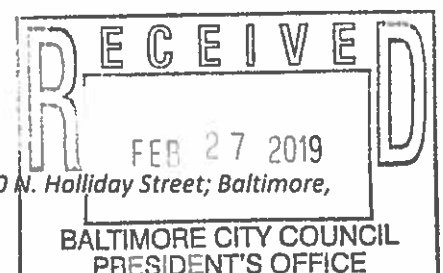 RECEIVED
FEB 27 2019
N. Holliday Street; Baltimore,
BALTIMORE CITY COUNCIL
PRESIDENT'S OFFICE